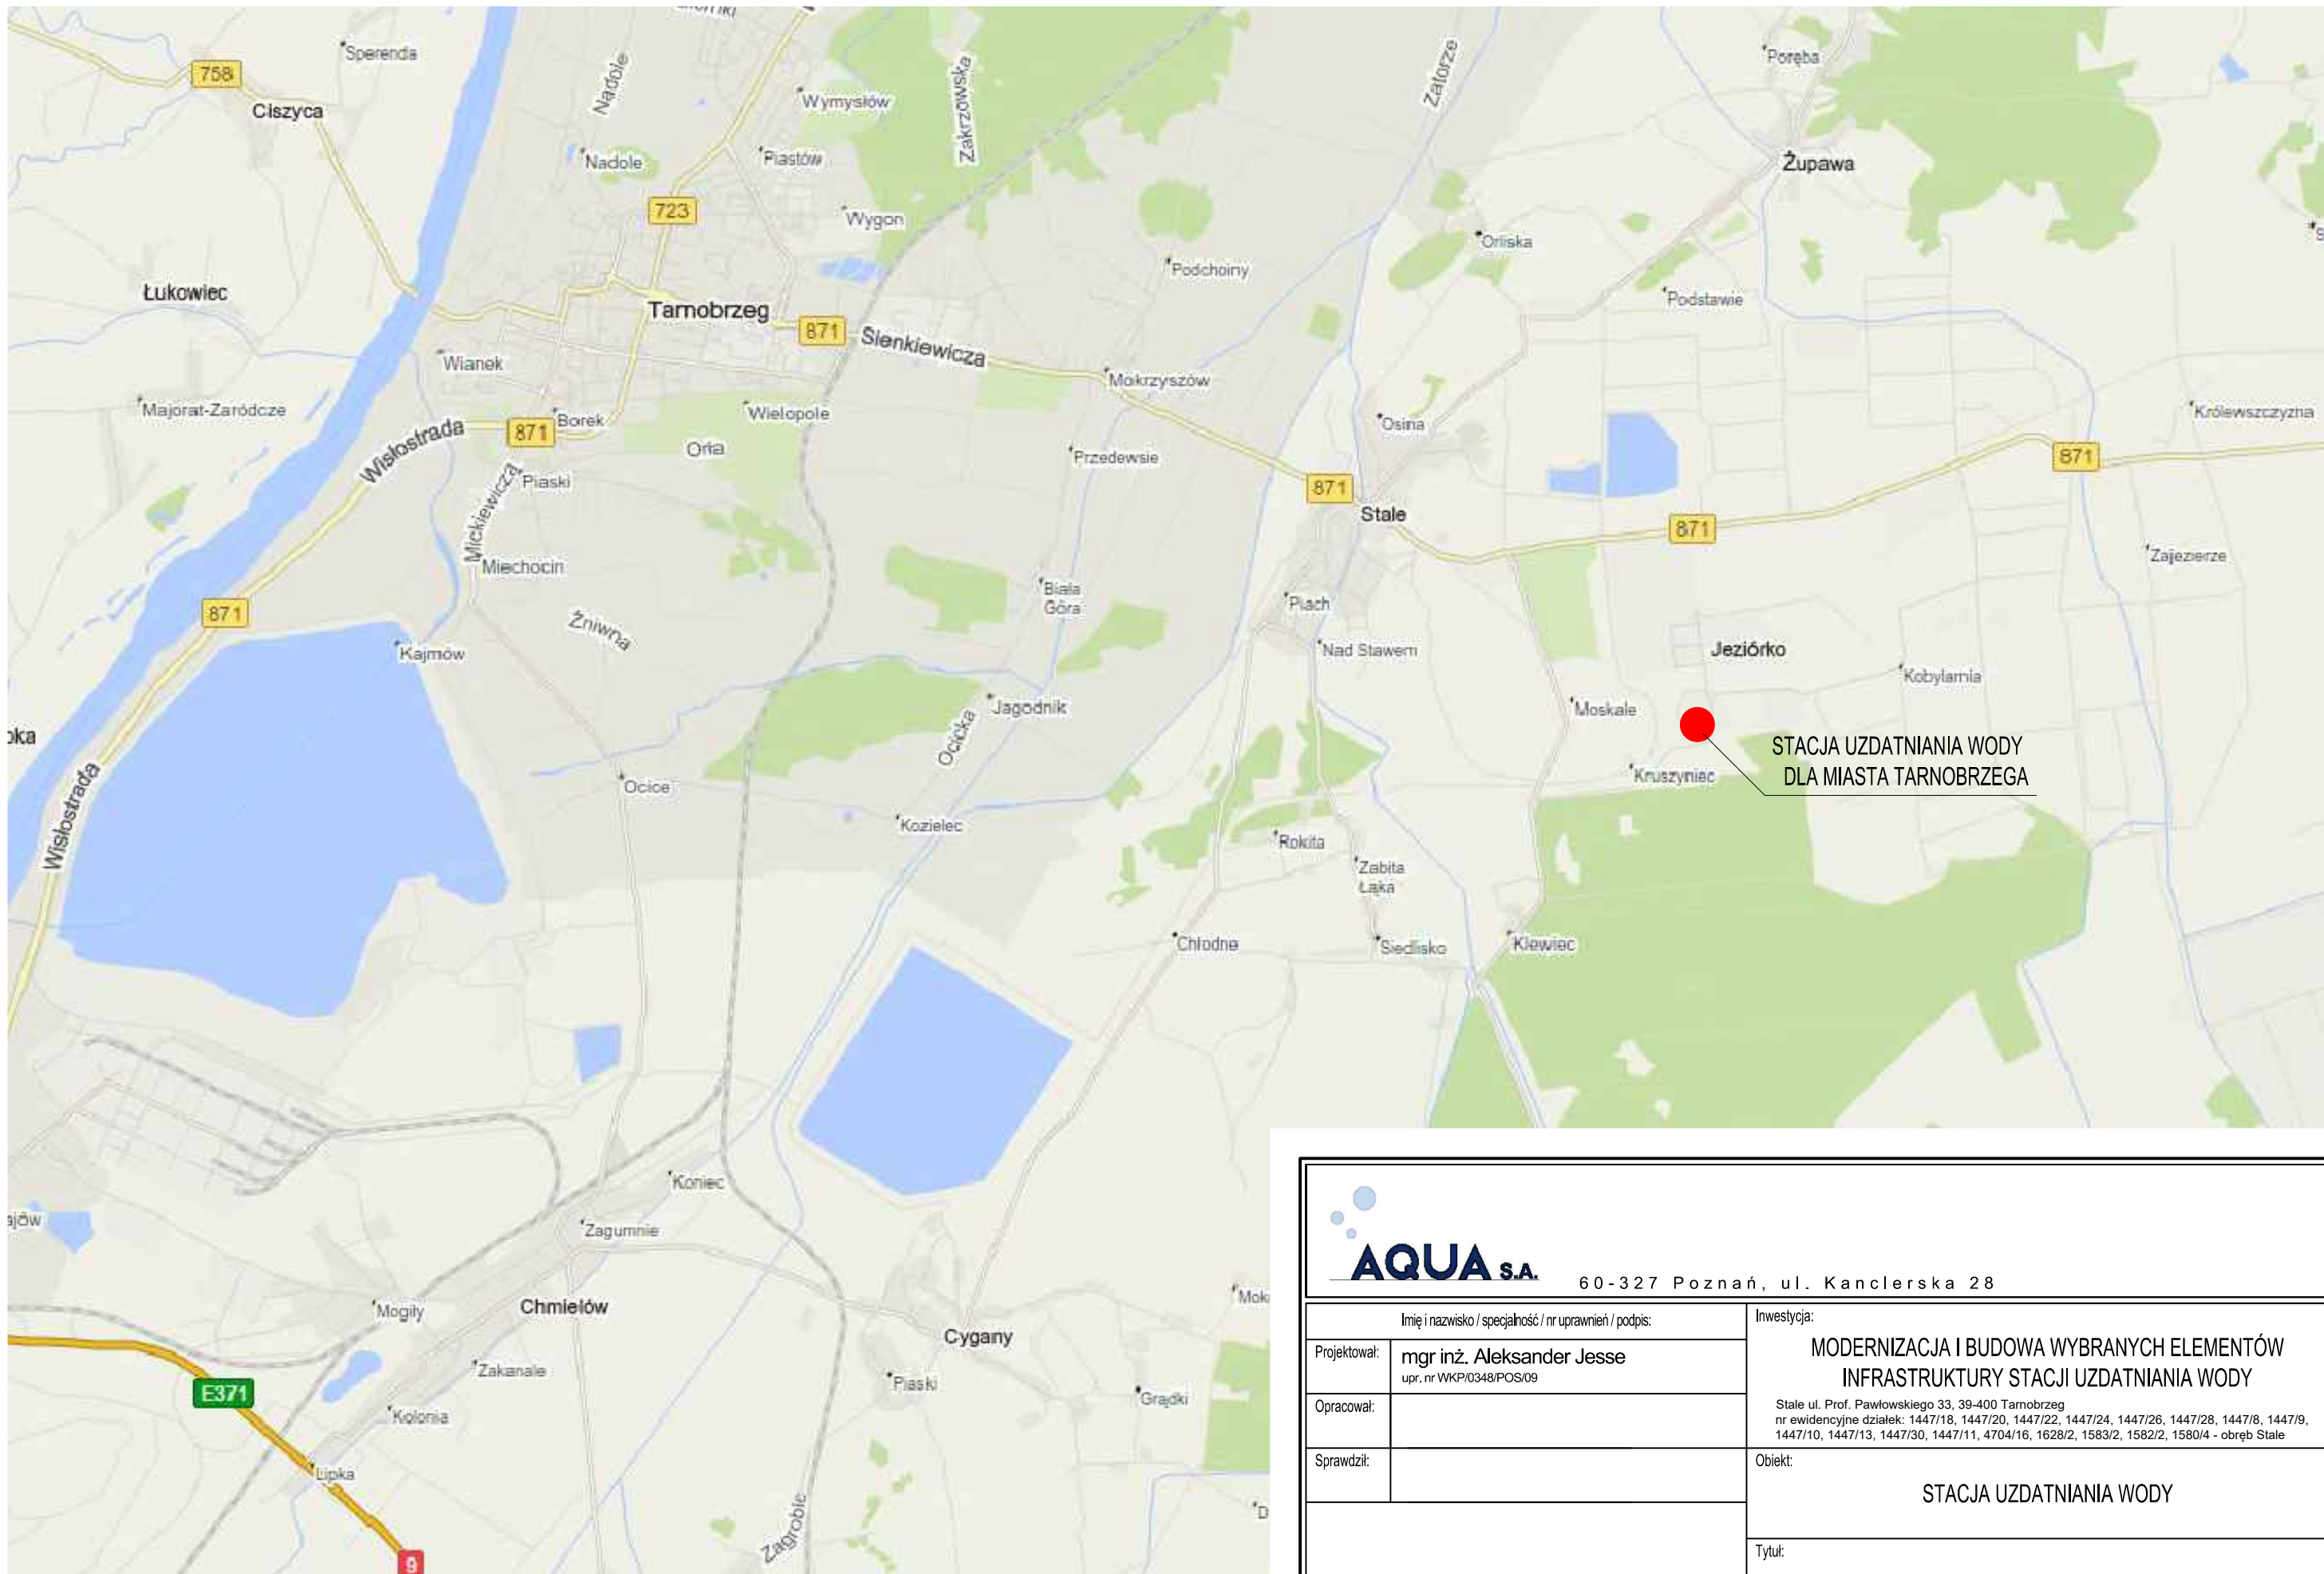 Sperenda
758
Ciszyca
Nadole
Nadole
Wymysłów
Zakrzowska
Piastów
723
Wygon
Zatorze
Poręba
Żupawa
Orliska
Podchoiny
Podstawie
Łukowiec
Tarnobrzeg
871
Sienkiewicza
Wianek
Mokrzyszów
Majorat-Zaródcze
Wisłostrada
871
Borek
Wielopole
Orla
Osina
Królewszczyzna
Przedewsie
871
Mickiewicza
Piaski
871
Stale
871
Miechocin
Zajezierze
Biała
Góra
Piach
871
Żniwna
Kajmów
Nad Stawem
Jeziórko
Kobylarnia
Jagodnik
Moskale
Ocicka
oka
STACJA UZDATNIANIA WODY
DLA MIASTA TARNOBRZEGA
Kruszyniec
Ocice
Wisłostrada
Kozielec
Rokita
Zabita
Łąka
Chłodne
Siedlisko
Klewiec
Koniec
ajów
Zagumnie
Mogiły
Chmielów
Cygany
Mok
Zakanale
Piaski
Grądki
E371
Kolonia
Lipka
D
Zagrobie
9
AQUA S.A.
60-327 Poznań, ul. Kanclerska 28
Imię i nazwisko / specjalność / nr uprawnień / podpis:
Projektował:
mgr inż. Aleksander Jesse
upr. nr WKP/0348/POS/09
Opracował:
Sprawdził:
Inwestycja:
MODERNIZACJA I BUDOWA WYBRANYCH ELEMENTÓW
INFRASTRUKTURY STACJI UZDATNIANIA WODY
Stale ul. Prof. Pawłowskiego 33, 39-400 Tarnobrzeg
nr ewidencyjne działek: 1447/18, 1447/20, 1447/22, 1447/24, 1447/26, 1447/28, 1447/8, 1447/9,
1447/10, 1447/13, 1447/30, 1447/11, 4704/16, 1628/2, 1583/2, 1582/2, 1580/4 - obręb Stale
Obiekt:
STACJA UZDATNIANIA WODY
Tytuł: